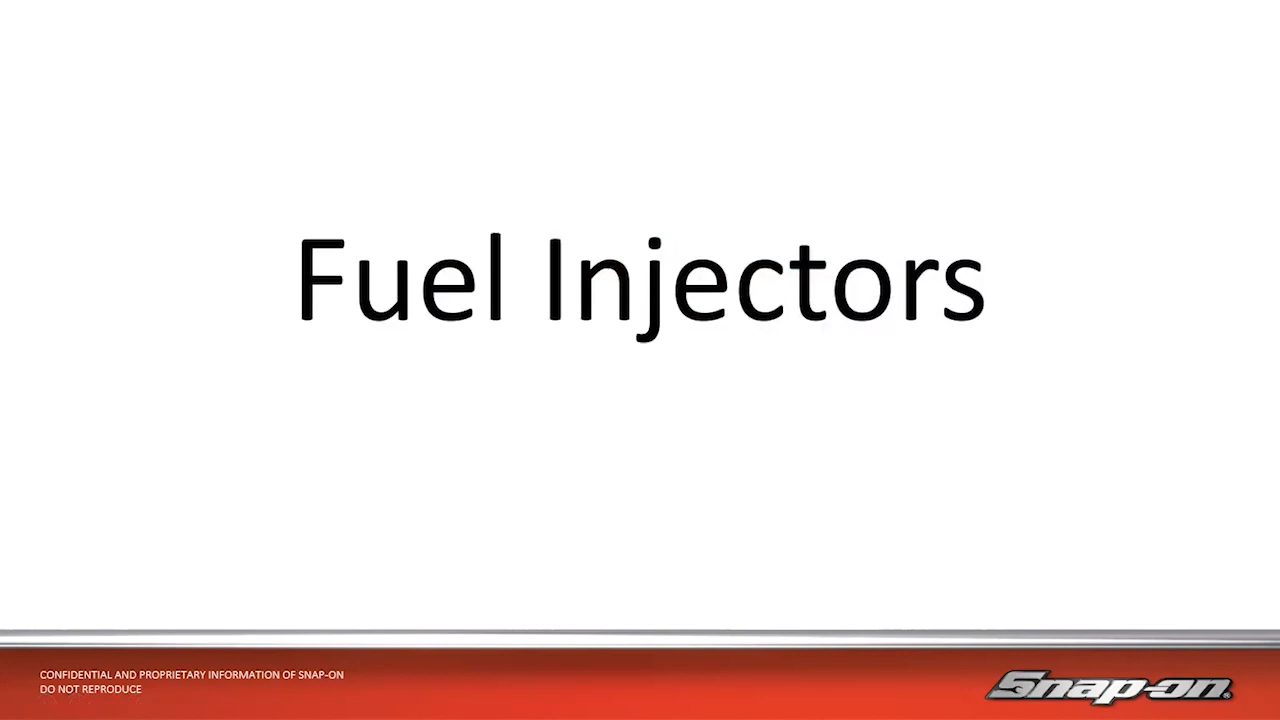 Fuel Injectors
CONFIDENTIAL AND PROPRIETARY INFORMATION OF SNAP-ON
DO NOT REPRODUCE
Snap-on®